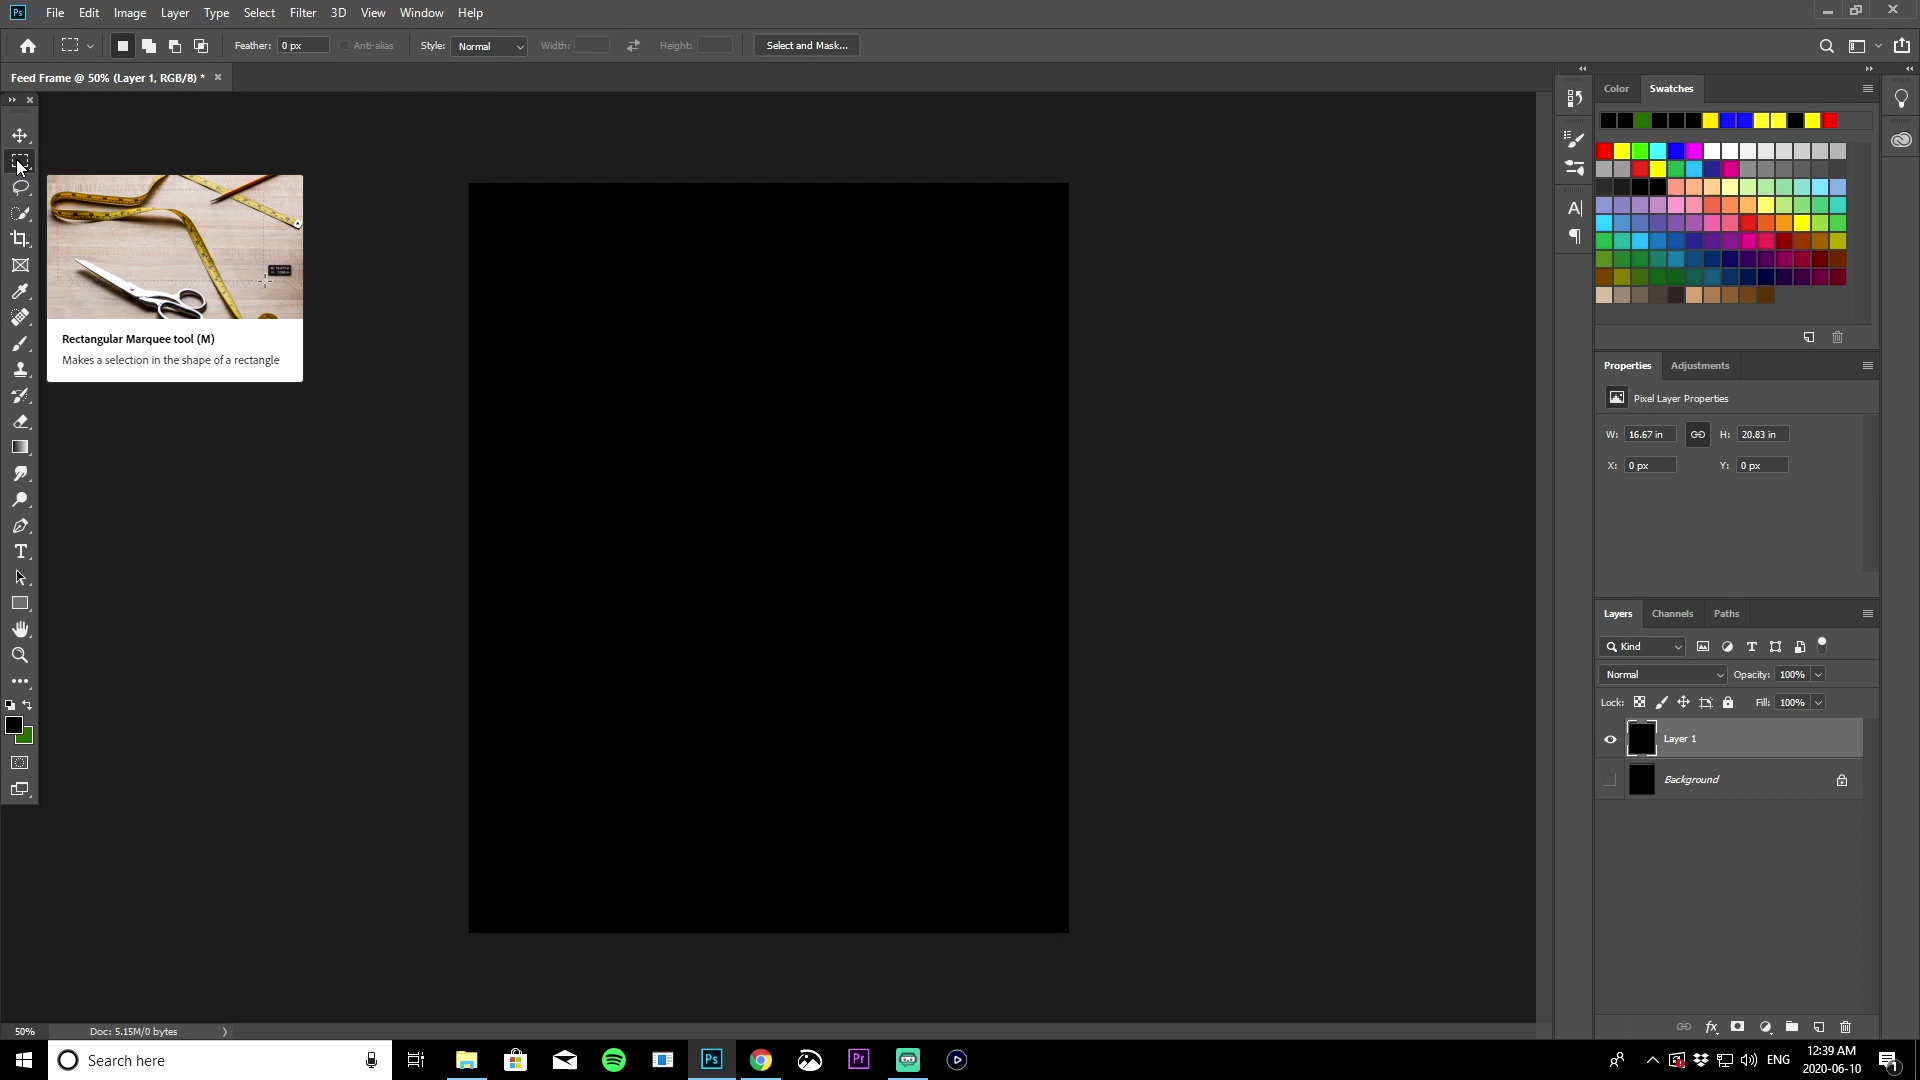 Ps File Edit Image Layer Type Select Filter 3D View Window Help
Feather: 0 px Anti-alias Style: Normal Width: Height: Select and Mask...
Feed Frame @ 50% (Layer 1, RGB/8) *
Color Swatches
Rectangular Marquee tool (M)
Makes a selection in the shape of a rectangle
Properties Adjustments
Pixel Layer Properties
W: 16.67 in H: 20.83 in
X: 0 px Y: 0 px
Layers Channels Paths
Kind
Normal Opacity: 100%
Lock: Fill: 100%
Layer 1
Background
50% Doc: 5.15M/0 bytes
Search here
Ps Pr
ENG
12:39 AM
2020-06-10
1